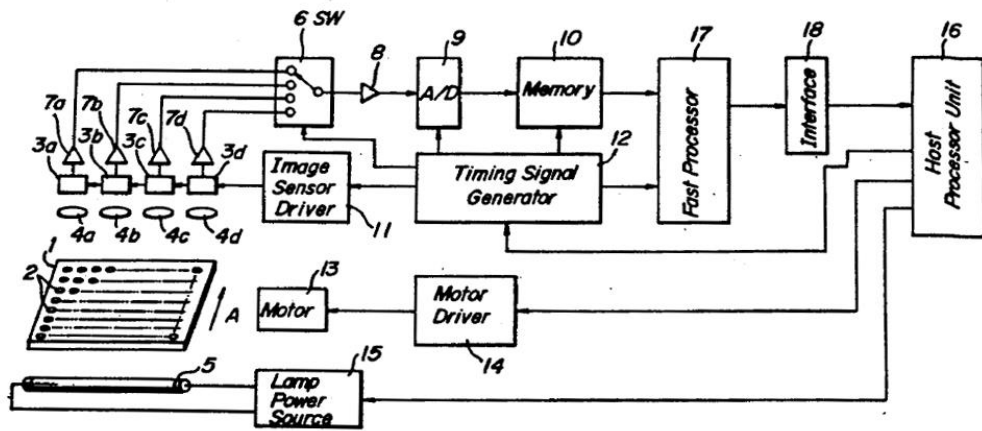 6 SW
9
10
17
18
16
8
7a
7b
7c
7d
A/D
Memory
Fast Processor
Interface
Host
Processor Unit
3a
3b
3c
3d
12
Image
Sensor
Driver
Timing Signal
Generator
11
4a
4b
4c
4d
1
2
A
13
Motor
Motor
Driver
14
5
15
Lamp
Power
Source